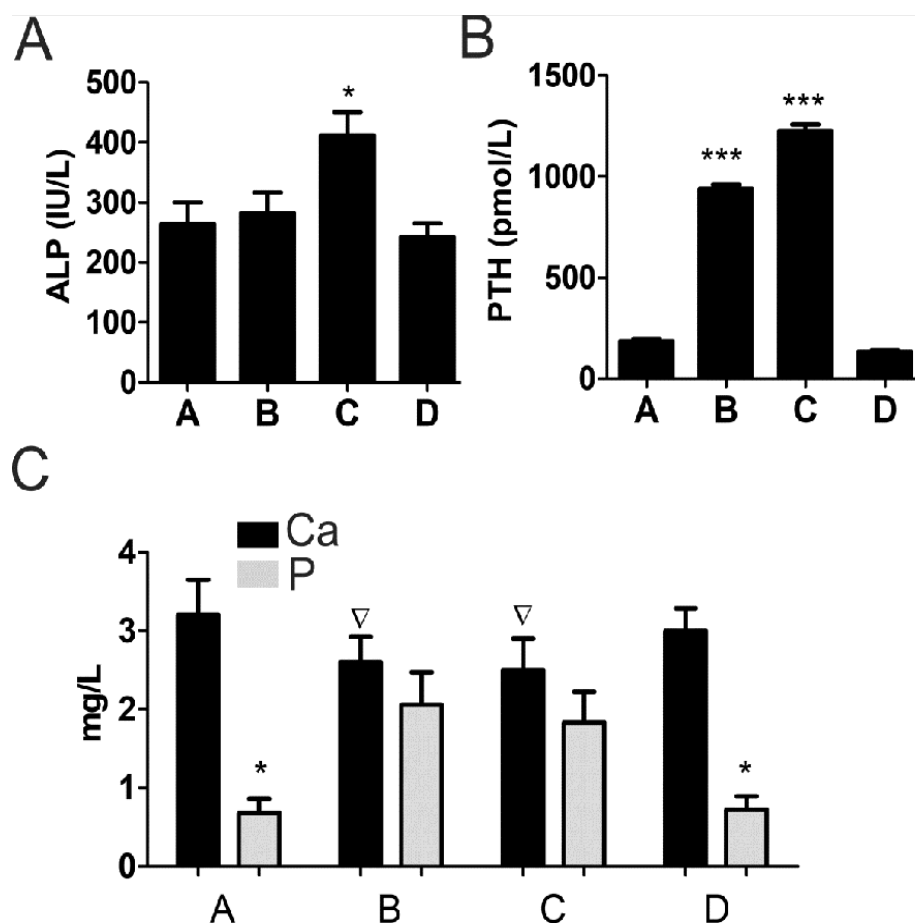 A
ALP (IU/L)
500
400
300
200
100
0
*
A B C D
B
PTH (pmol/L)
1500
1000
500
0
***
***
A B C D
C
Ca
P
mg/L
4
3
2
1
0
*
▽
▽
*
A B C D